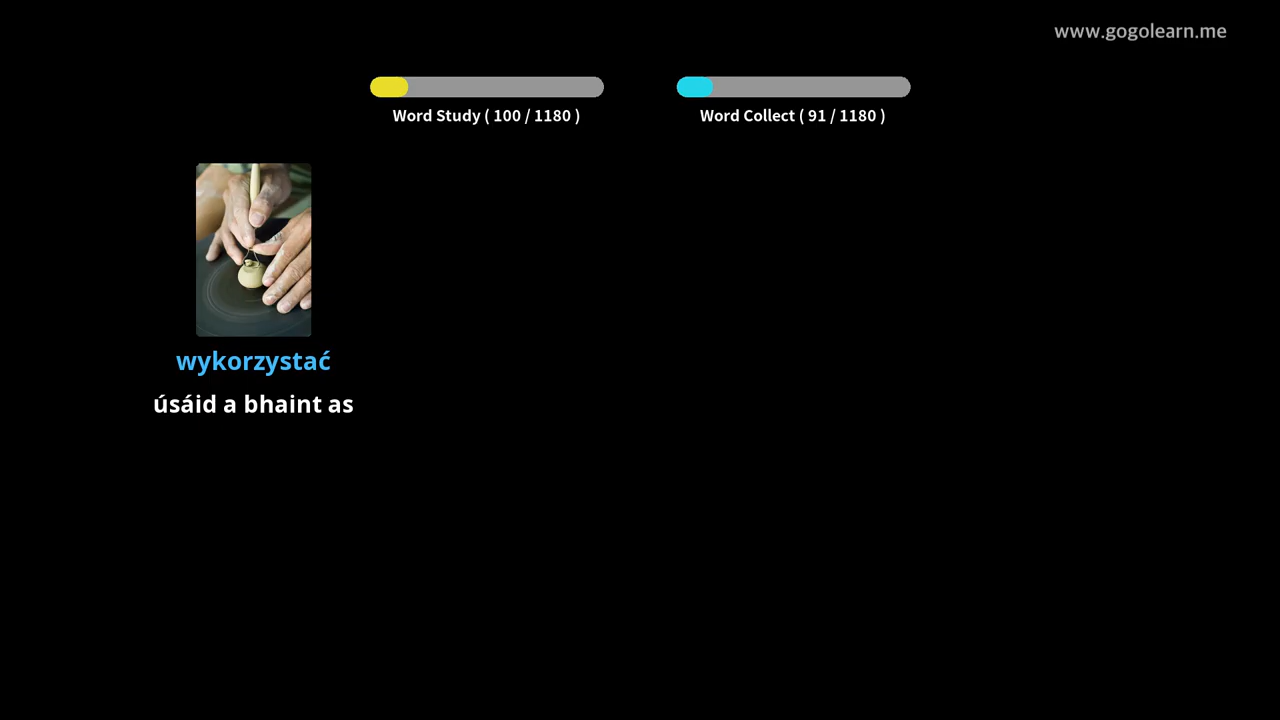 www.gogolearn.me
Word Study ( 100 / 1180 )
Word Collect ( 91 / 1180 )
wykorzystać
úsáid a bhaint as